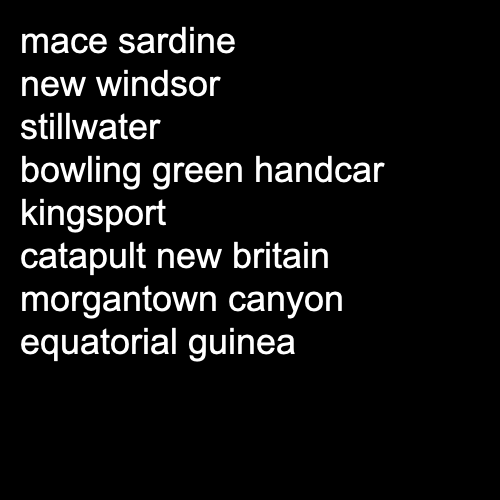 mace sardine
new windsor
stillwater
bowling green handcar
kingsport
catapult new britain
morgantown canyon
equatorial guinea